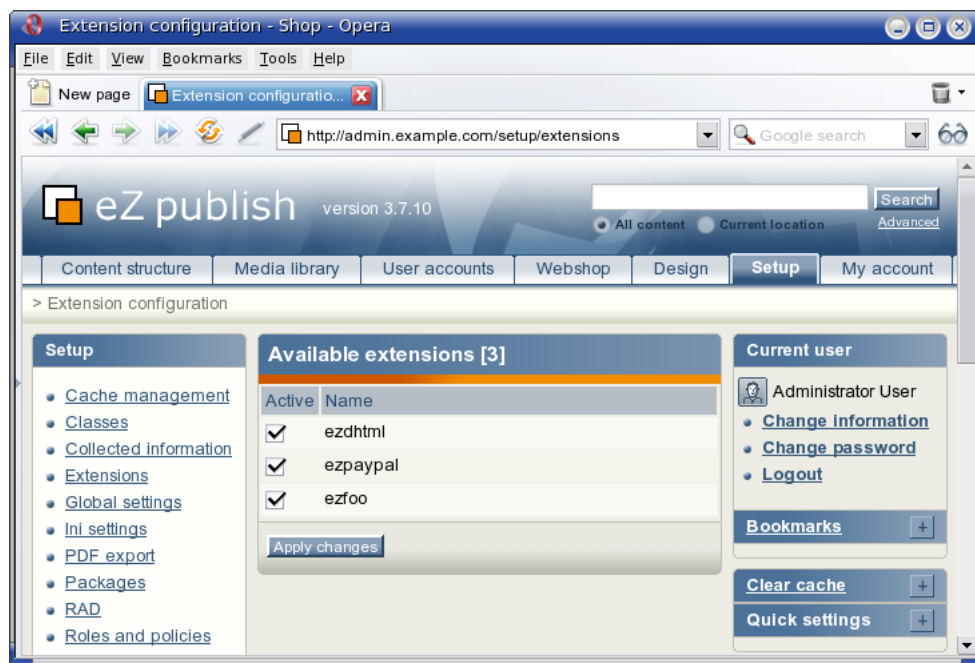 Extension configuration - Shop - Opera
File Edit View Bookmarks Tools Help
New page Extension configuratio...
http://admin.example.com/setup/extensions Google search
eZ publish version 3.7.10
Search
All content Current location Advanced
Content structure Media library User accounts Webshop Design Setup My account
> Extension configuration
Setup
Cache management
Classes
Collected information
Extensions
Global settings
Ini settings
PDF export
Packages
RAD
Roles and policies
Available extensions [3]
Active Name
ezdhtml
ezpaypal
ezfoo
Apply changes
Current user
Administrator User
Change information
Change password
Logout
Bookmarks +
Clear cache +
Quick settings +